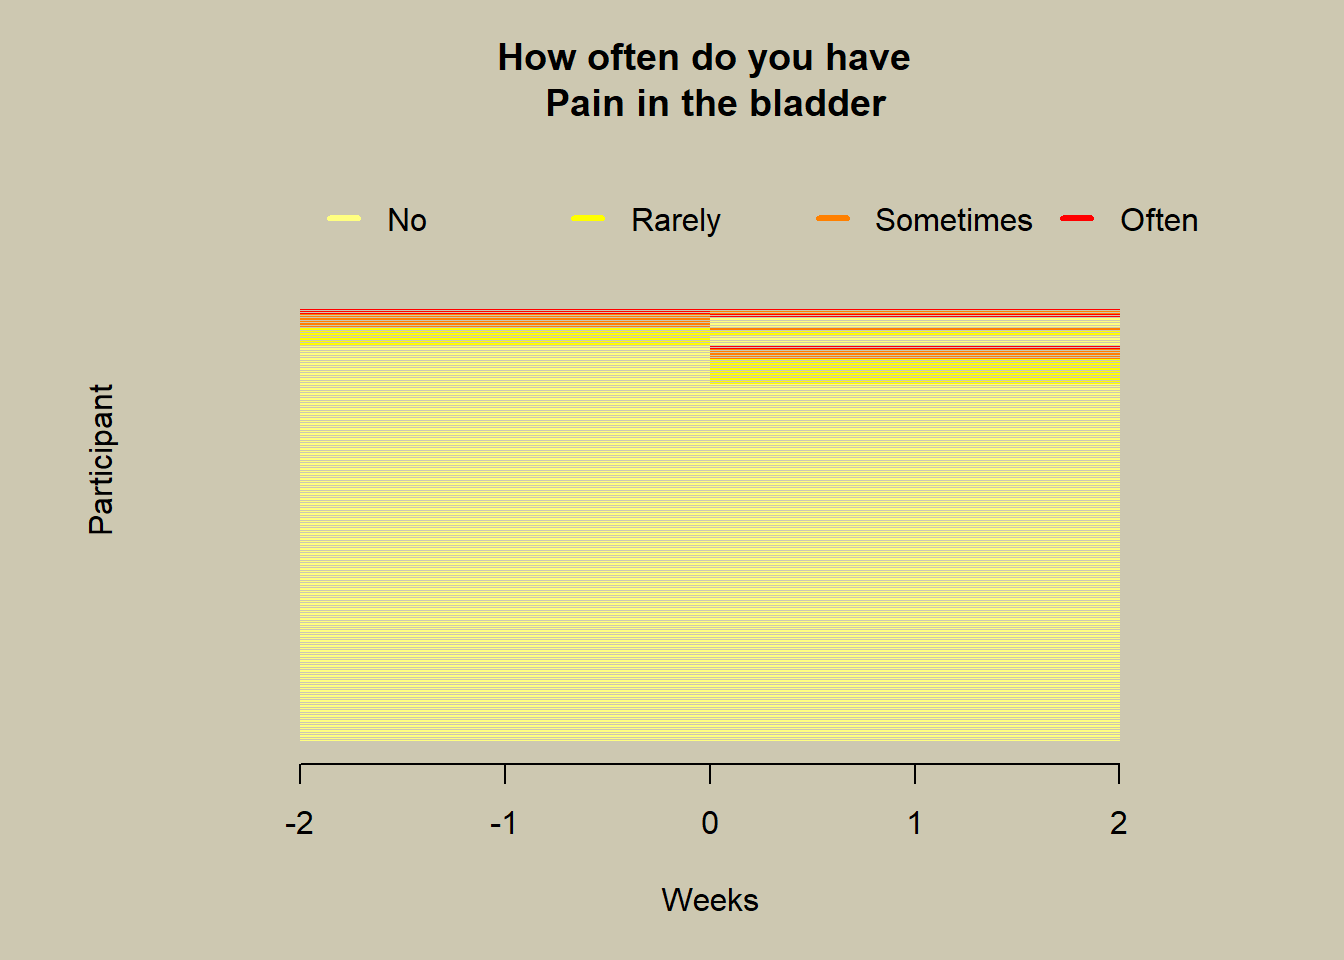 How often do you have
Pain in the bladder
No Rarely Sometimes Often
Participant
-2 -1 0 1 2
Weeks